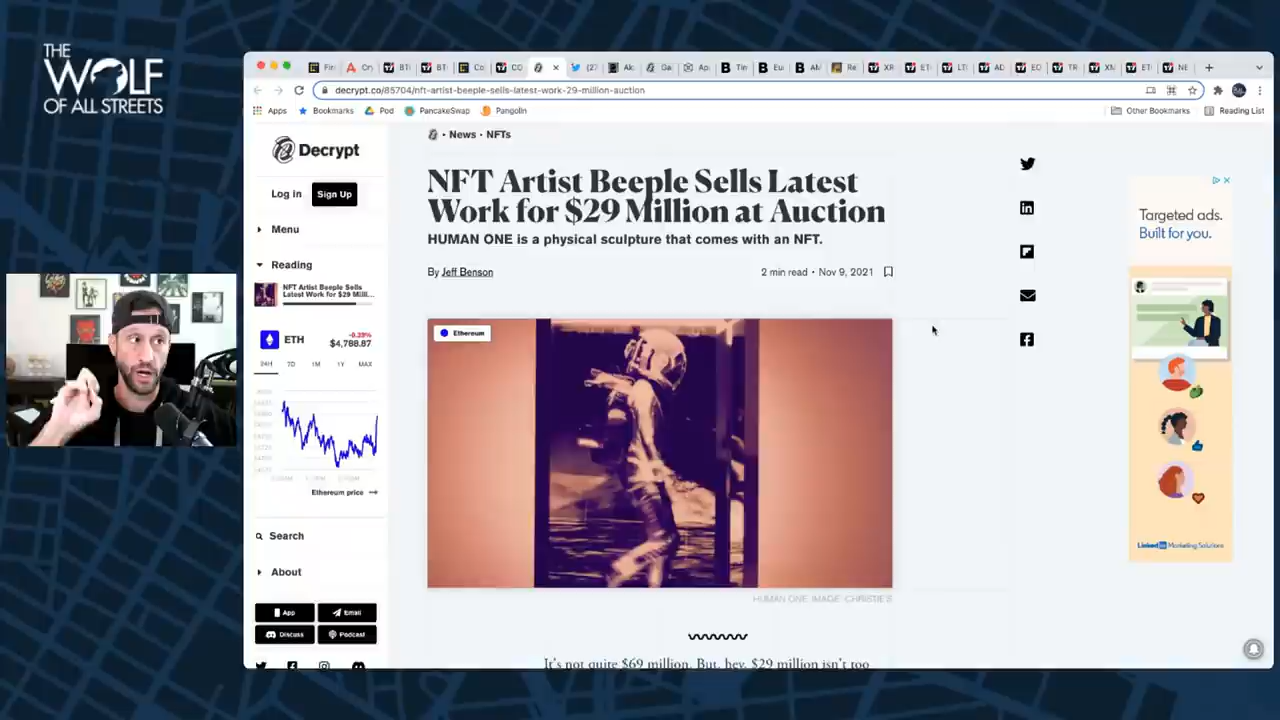 THE
WOLF
OF ALL STREETS
decrypt.co/85704/nft-artist-beeple-sells-latest-work-29-million-auction
Apps
Bookmarks
Pod
PancakeSwap
Pangolin
Other Bookmarks
Reading List
Decrypt
Log in
Sign Up
Menu
Reading
NFT Artist Beeple Sells
Latest Work for $29 Milli...
ETH
-0.29%
$4,788.87
24H 7D 1M 1Y MAX
Ethereum price →
Search
About
App
Email
Discuss
Podcast
News • NFTs
NFT Artist Beeple Sells Latest
Work for $29 Million at Auction
HUMAN ONE is a physical sculpture that comes with an NFT.
By Jeff Benson
2 min read • Nov 9, 2021
Ethereum
HUMAN ONE. IMAGE: CHRISTIE'S
It's not quite $69 million. But, hey, $29 million isn't too
Targeted ads.
Built for you.
LinkedIn Marketing Solutions